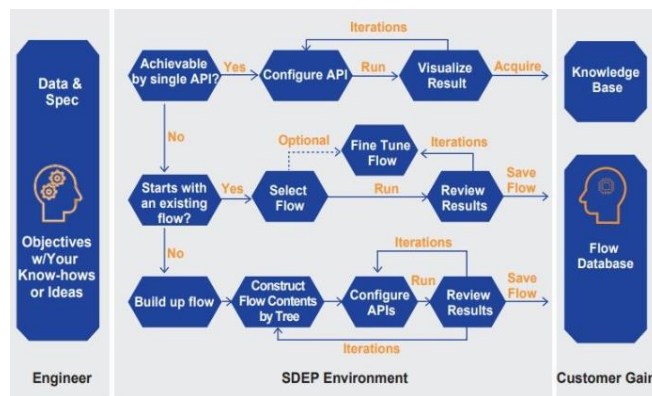 Data &
Spec
Objectives
w/Your
Know-hows
or Ideas
Engineer
Achievable
by single API?
Yes
Configure API
Run
Visualize
Result
Acquire
Iterations
No
Starts with
an existing
flow?
Yes
Select
Flow
Optional
Fine Tune
Flow
Run
Iterations
Review
Results
Save
Flow
No
Build up flow
Construct
Flow Contents
by Tree
Configure
APIs
Run
Review
Results
Save
Flow
Iterations
Iterations
SDEP Environment
Knowledge
Base
Flow
Database
Customer Gain